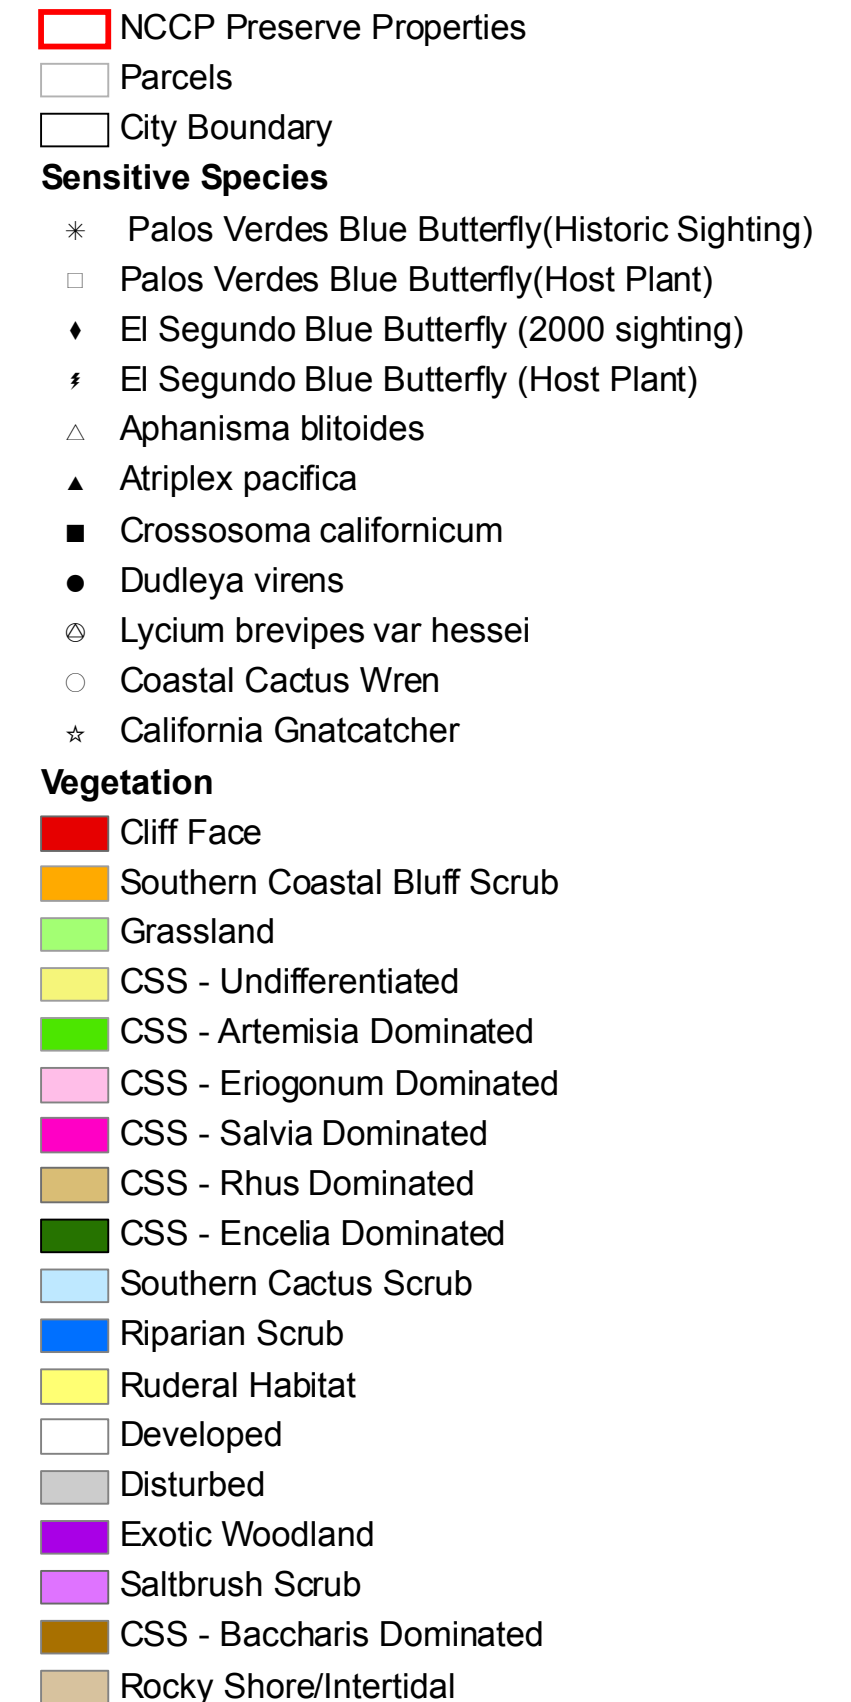 NCCP Preserve Properties
Parcels
City Boundary
Sensitive Species
Palos Verdes Blue Butterfly(Historic Sighting)
Palos Verdes Blue Butterfly(Host Plant)
El Segundo Blue Butterfly (2000 sighting)
El Segundo Blue Butterfly (Host Plant)
Aphanisma blitoides
Atriplex pacifica
Crossosoma californicum
Dudleya virens
Lycium brevipes var hessei
Coastal Cactus Wren
California Gnatcatcher
Vegetation
Cliff Face
Southern Coastal Bluff Scrub
Grassland
CSS - Undifferentiated
CSS - Artemisia Dominated
CSS - Eriogonum Dominated
CSS - Salvia Dominated
CSS - Rhus Dominated
CSS - Encelia Dominated
Southern Cactus Scrub
Riparian Scrub
Ruderal Habitat
Developed
Disturbed
Exotic Woodland
Saltbrush Scrub
CSS - Baccharis Dominated
Rocky Shore/Intertidal